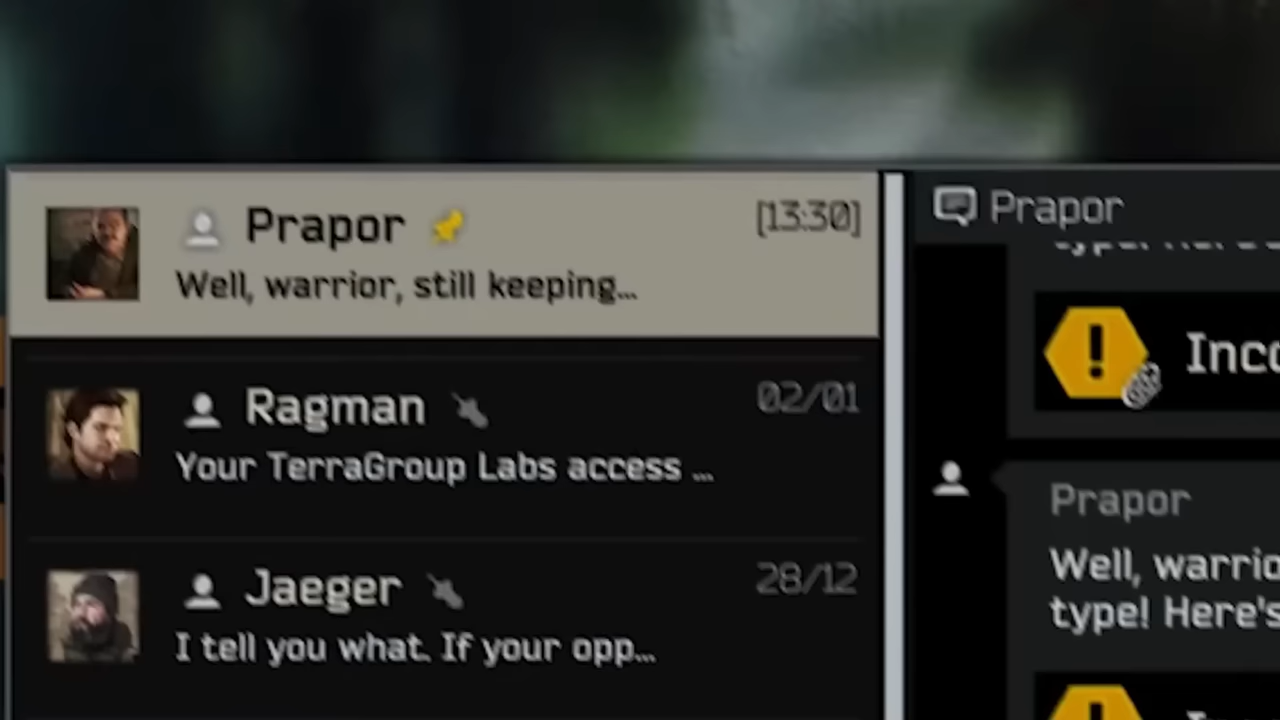 Prapor
[13:30]
Well, warrior, still keeping...
Ragman
02/01
Your TerraGroup Labs access ...
Jaeger
28/12
I tell you what. If your opp...
Prapor
Prapor
Well, warrio
type! Here's